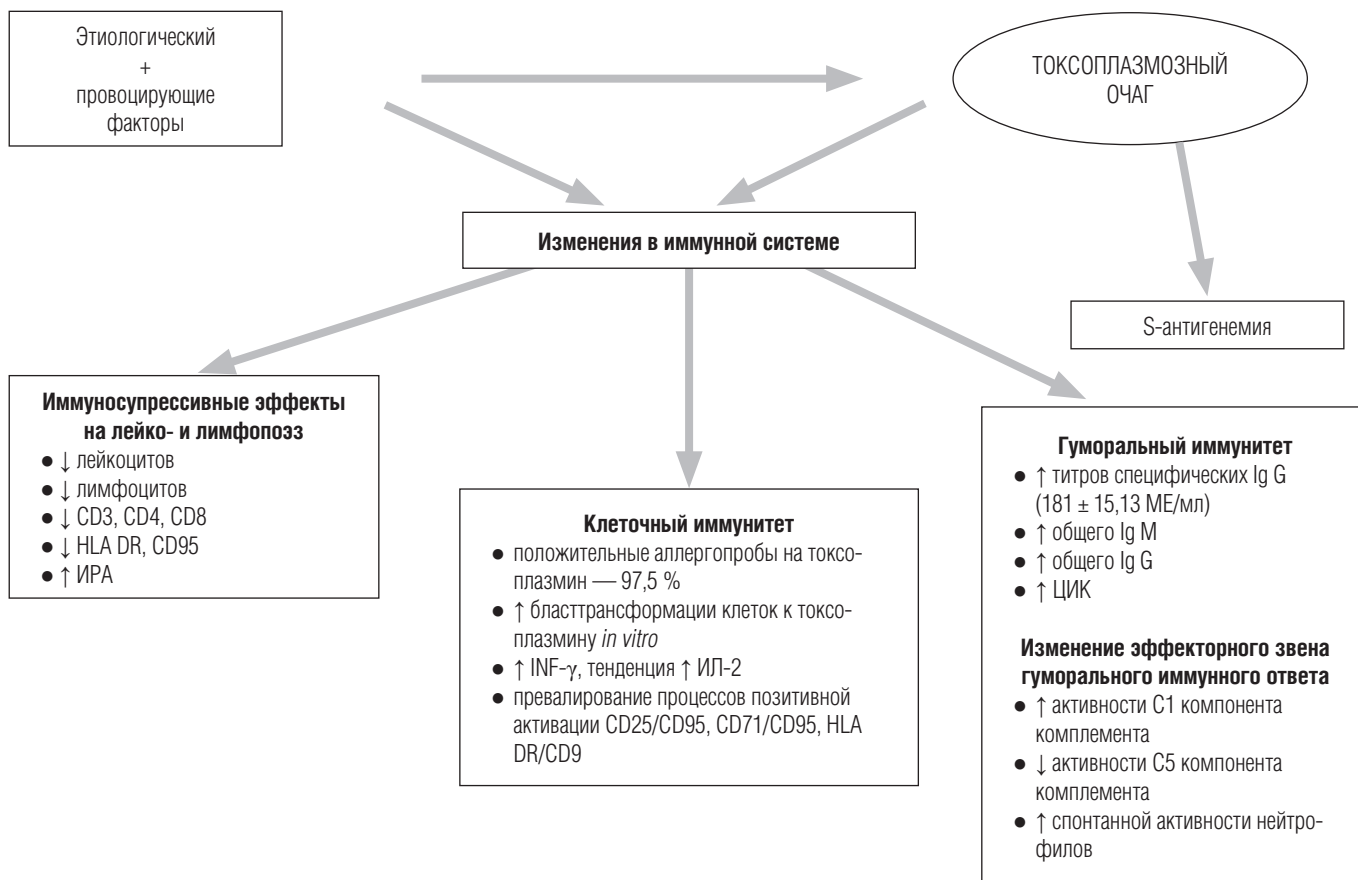 Этиологический
+
провоцирующие
факторы
ТОКСОПЛАЗМОЗНЫЙ
ОЧАГ
Изменения в иммунной системе
S-антигенемия
Иммуносупрессивные эффекты
на лейко- и лимфопоэз
● ↓ лейкоцитов
● ↓ лимфоцитов
● ↓ CD3, CD4, CD8
● ↓ HLA DR, CD95
● ↑ ИРА
Клеточный иммунитет
● положительные аллергопробы на токсо-
плазмин — 97,5 %
● ↑ бласттрансформации клеток к токсо-
плазмину in vitro
● ↑ INF-γ, тенденция ↑ ИЛ-2
● превалирование процессов позитивной
активации CD25/CD95, CD71/CD95, HLA
DR/CD9
Гуморальный иммунитет
● ↑ титров специфических Ig G
(181 ± 15,13 МЕ/мл)
● ↑ общего Ig M
● ↑ общего Ig G
● ↑ ЦИК
Изменение эффекторного звена
гуморального иммунного ответа
● ↑ активности С1 компонента
комплемента
● ↓ активности С5 компонента
комплемента
● ↑ спонтанной активности нейтро-
филов